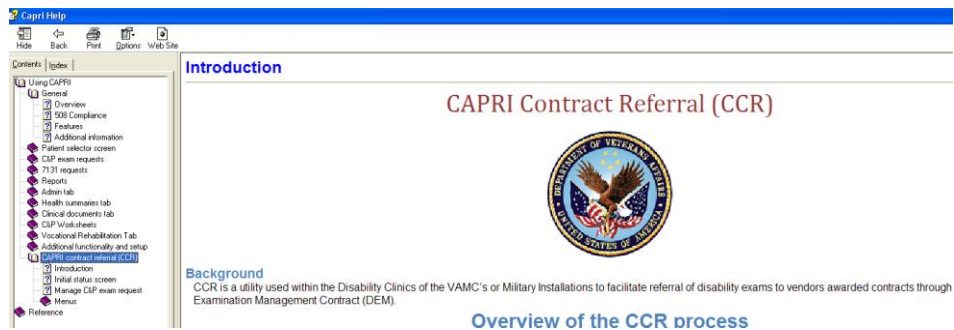 Capri Help
Hide Back Print Options Web Site
Contents Index
Using CAPRI
General
Overview
508 Compliance
Features
Additional information
Patient selector screen
C&P exam requests
7131 requests
Reports
Admin tab
Health summaries tab
Clinical documents tab
C&P Worksheets
Vocational Rehabilitation Tab
Additional functionality and setup
CAPRI contract referral (CCR)
Introduction
Initial status screen
Manage C&P exam request
Menus
Reference
Introduction
CAPRI Contract Referral (CCR)
DEPARTMENT OF VETERANS AFFAIRS
UNITED STATES OF AMERICA
Background
CCR is a utility used within the Disability Clinics of the VAMC's or Military Installations to facilitate referral of disability exams to vendors awarded contracts through
Examination Management Contract (DEM).
Overview of the CCR process